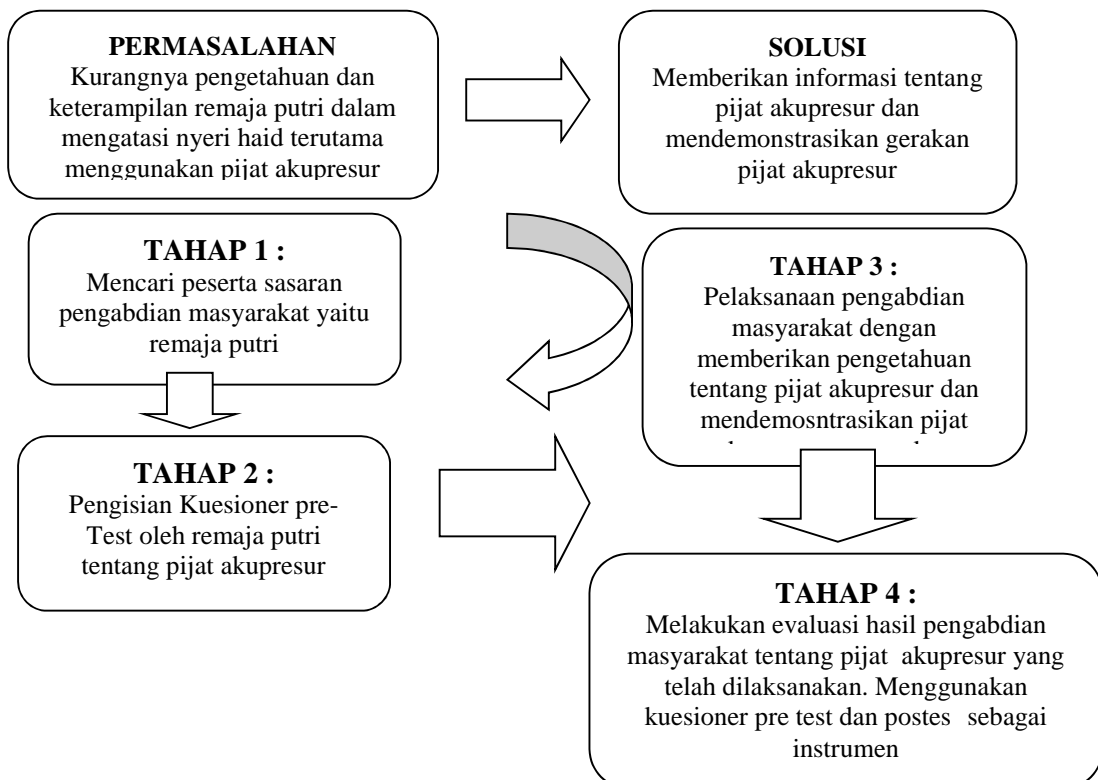 PERMASALAHAN
Kurangnya pengetahuan dan
keterampilan remaja putri dalam
mengatasi nyeri haid terutama
menggunakan pijat akupresur
SOLUSI
Memberikan informasi tentang
pijat akupresur dan
mendemonstrasikan gerakan
pijat akupresur
TAHAP 1 :
Mencari peserta sasaran
pengabdian masyarakat yaitu
remaja putri
TAHAP 2 :
Pengisian Kuesioner pre-
Test oleh remaja putri
tentang pijat akupresur
TAHAP 3 :
Pelaksanaan pengabdian
masyarakat dengan
memberikan pengetahuan
tentang pijat akupresur dan
mendemosntrasikan pijat
TAHAP 4 :
Melakukan evaluasi hasil pengabdian
masyarakat tentang pijat akupresur yang
telah dilaksanakan. Menggunakan
kuesioner pre test dan postes sebagai
instrumen